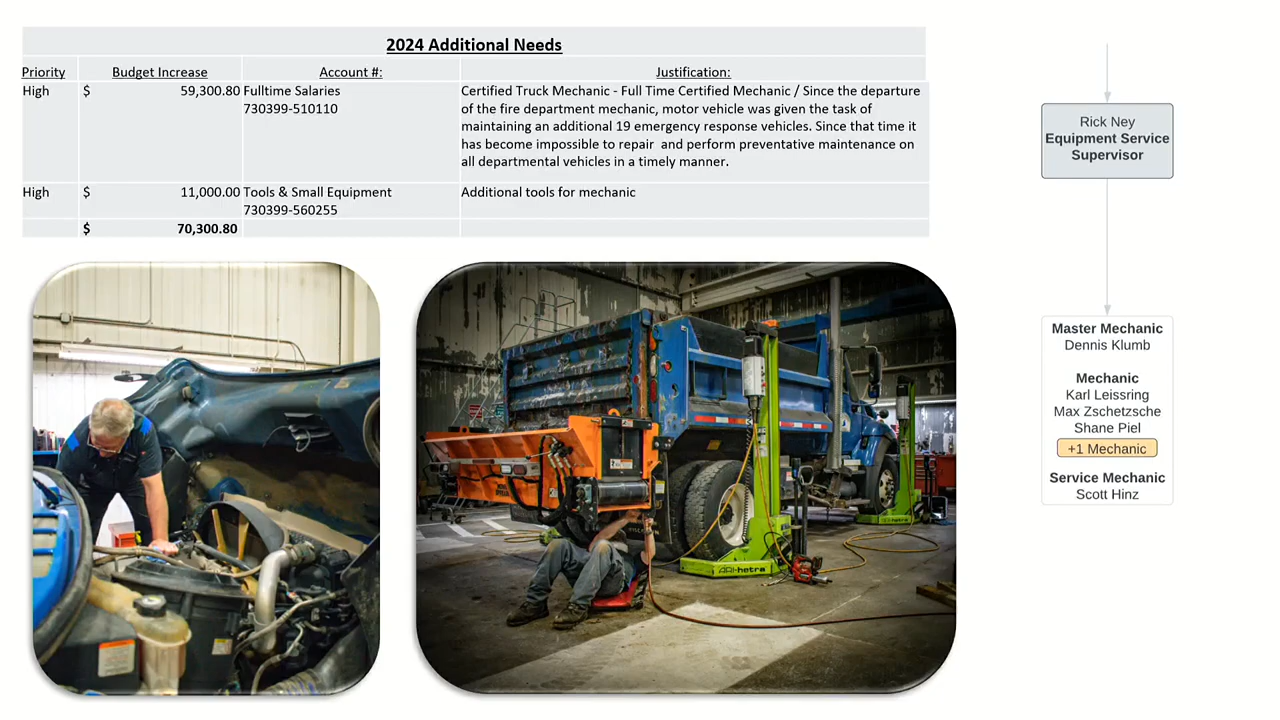 2024 Additional Needs
Priority Budget Increase Account #: Justification:
High $ 59,300.80 Fulltime Salaries Certified Truck Mechanic - Full Time Certified Mechanic / Since the departure
730399-510110 of the fire department mechanic, motor vehicle was given the task of
maintaining an additional 19 emergency response vehicles. Since that time it
has become impossible to repair and perform preventative maintenance on
all departmental vehicles in a timely manner.
High $ 11,000.00 Tools & Small Equipment Additional tools for mechanic
730399-560255
$ 70,300.80
Rick Ney
Equipment Service
Supervisor
Master Mechanic
Dennis Klumb
Mechanic
Karl Leissring
Max Zschetzsche
Shane Piel
+1 Mechanic
Service Mechanic
Scott Hinz
ARI-hetra